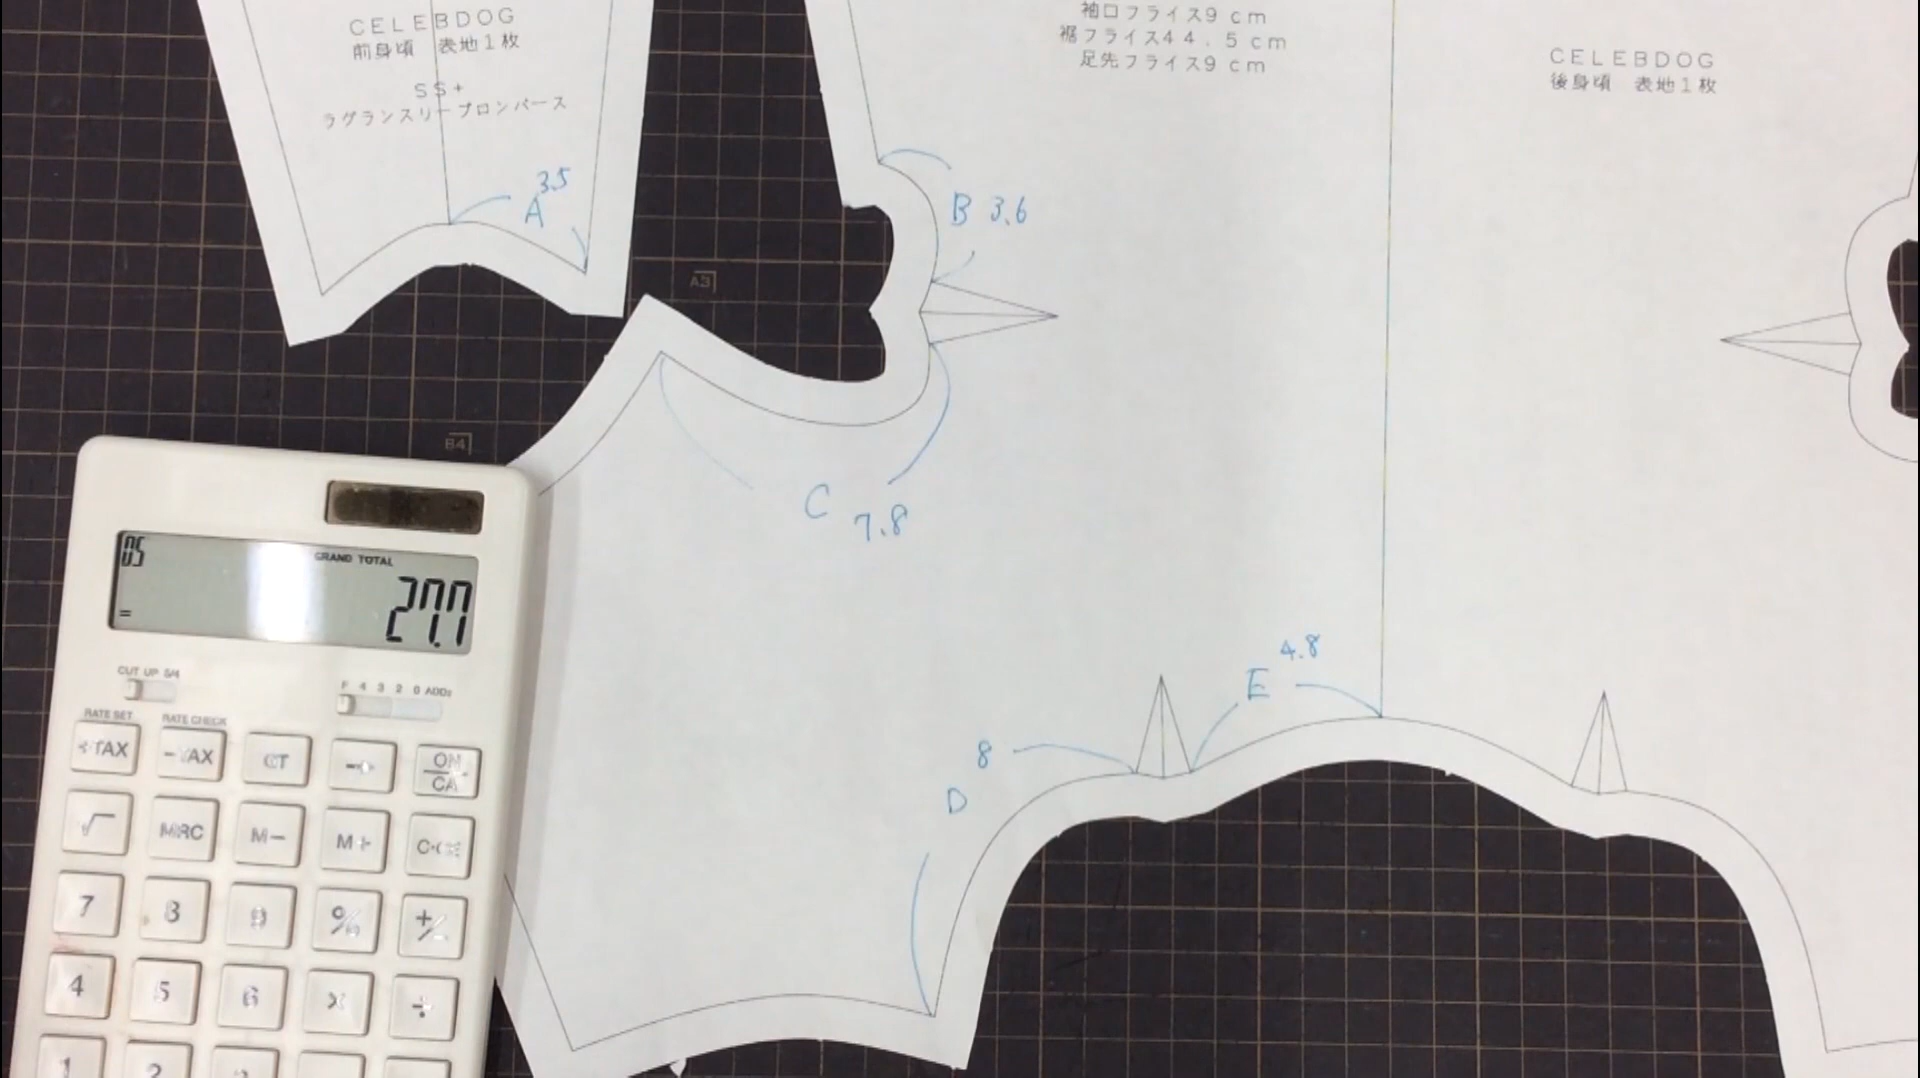 CELEBDOG
前身頃 表地1枚
SS+
ラグランスリーブロンパース
3.5
A
袖口フライス9cm
裾フライス44.5cm
足先フライス9cm
CELEBDOG
後身頃 表地1枚
B 3.6
A3
B4
C 7.8
4.8
E
8
D
05
GRAND TOTAL
= 27.7
CUT UP 5/4
F 4 3 2 0 ADD2
RATE SET
RATE CHECK
+TAX -TAX GT → ON/CA
√ MRC M- M+ C·CE
7 8 9 % +/-
4 5 6 × ÷
1 2 3